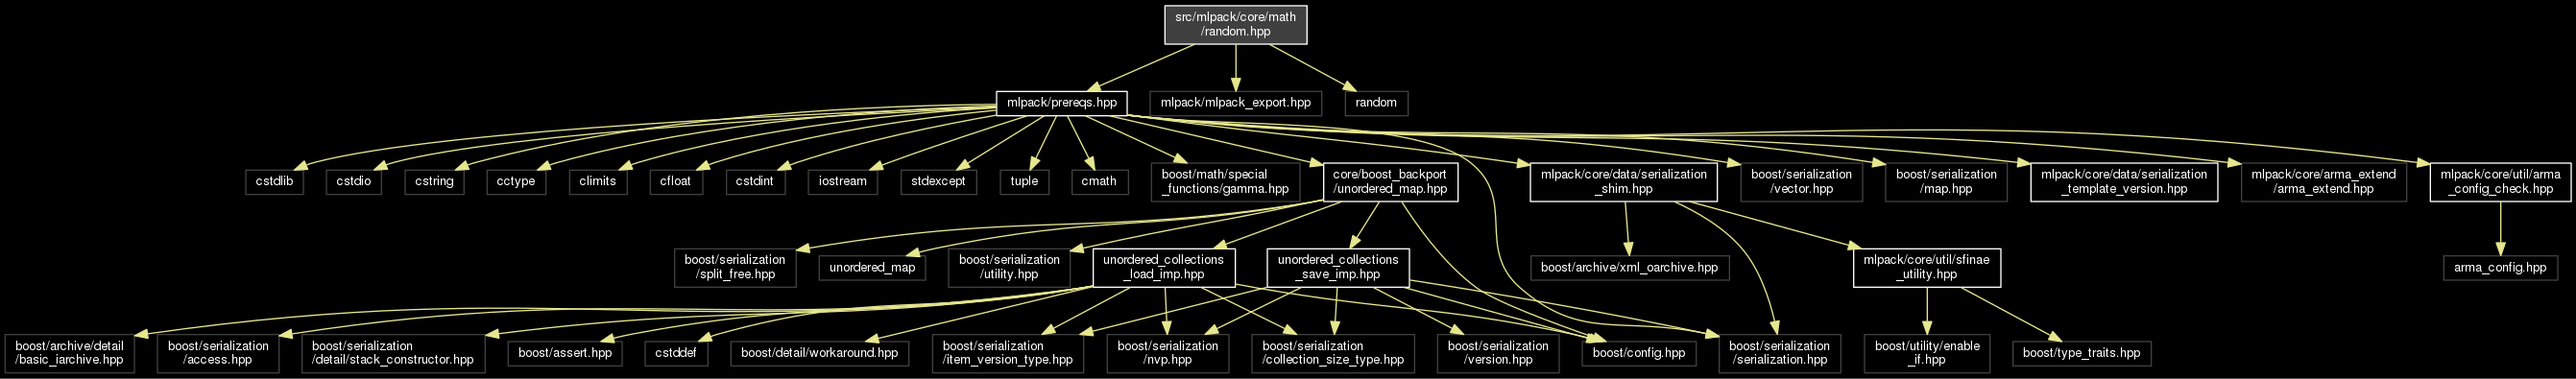 src/mlpack/core/math
/random.hpp
mlpack/prereqs.hpp
mlpack/mlpack_export.hpp
random
cstdlib
cstdio
cstring
cctype
climits
cfloat
cstdint
iostream
stdexcept
tuple
cmath
boost/math/special
_functions/gamma.hpp
core/boost_backport
/unordered_map.hpp
mlpack/core/data/serialization
_shim.hpp
boost/serialization
/vector.hpp
boost/serialization
/map.hpp
mlpack/core/data/serialization
_template_version.hpp
mlpack/core/arma_extend
/arma_extend.hpp
mlpack/core/util/arma
_config_check.hpp
boost/serialization
/split_free.hpp
unordered_map
boost/serialization
/utility.hpp
unordered_collections
_load_imp.hpp
unordered_collections
_save_imp.hpp
boost/archive/xml_oarchive.hpp
mlpack/core/util/sfinae
_utility.hpp
arma_config.hpp
boost/archive/detail
/basic_iarchive.hpp
boost/serialization
/access.hpp
boost/serialization
/detail/stack_constructor.hpp
boost/assert.hpp
cstddef
boost/detail/workaround.hpp
boost/serialization
/item_version_type.hpp
boost/serialization
/nvp.hpp
boost/serialization
/collection_size_type.hpp
boost/serialization
/version.hpp
boost/config.hpp
boost/serialization
/serialization.hpp
boost/utility/enable
_if.hpp
boost/type_traits.hpp